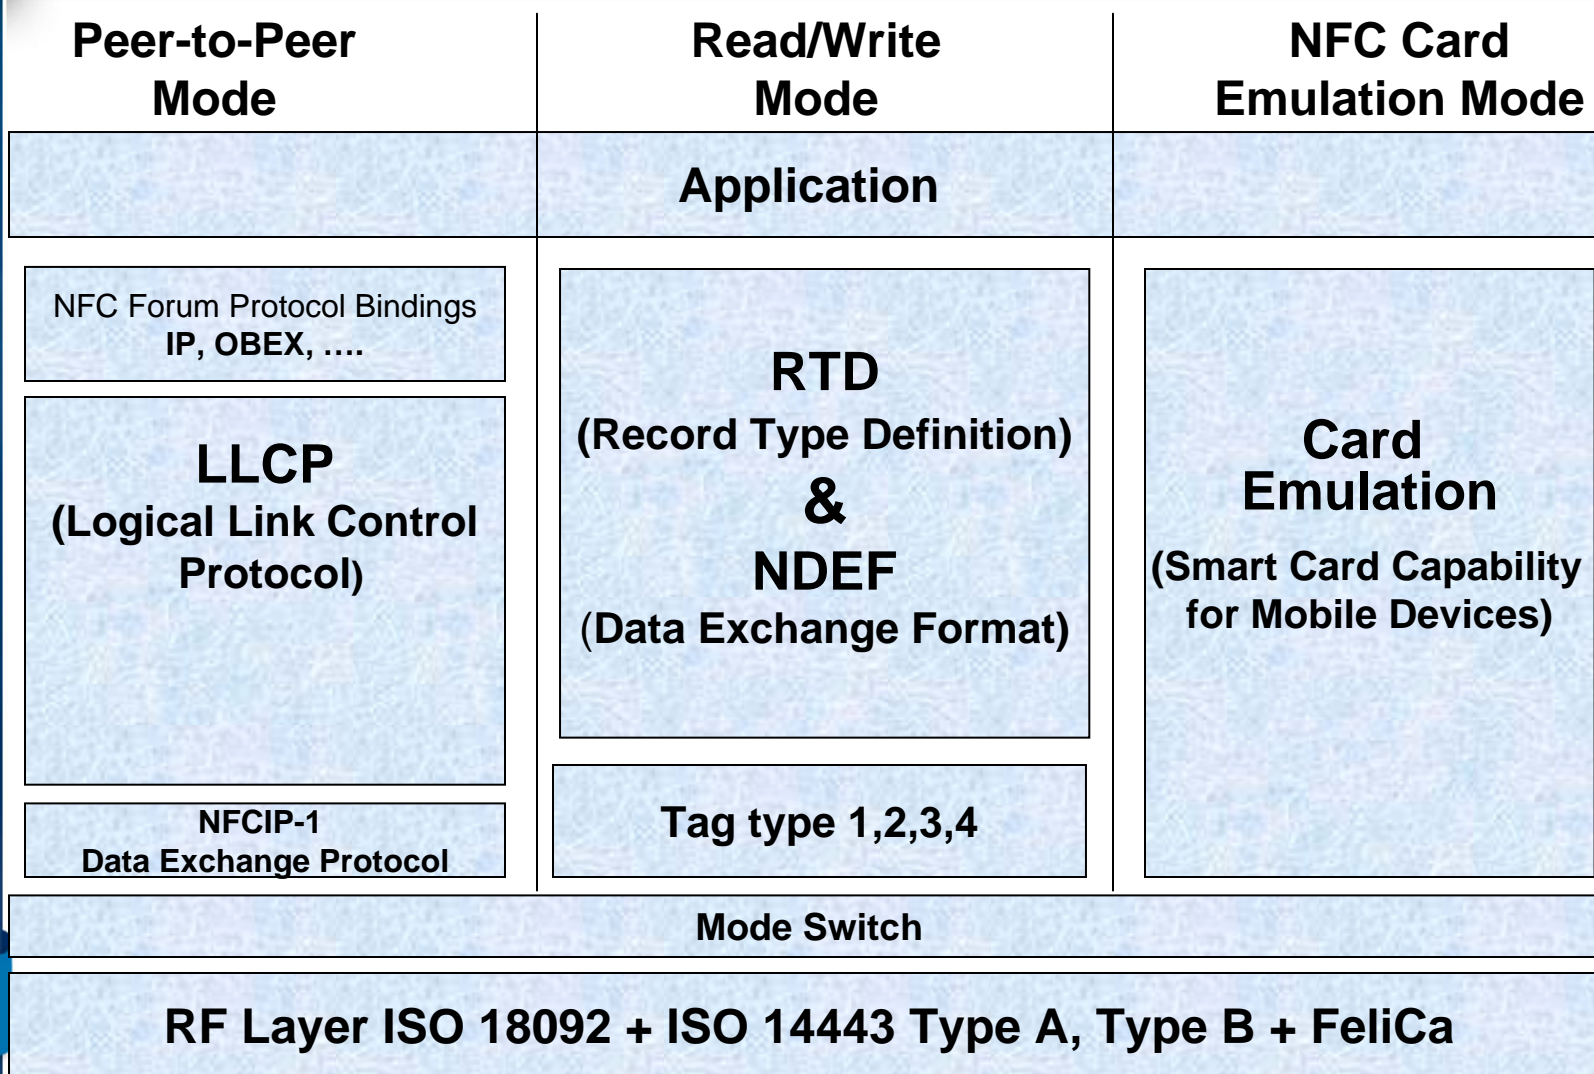 Peer-to-Peer
Mode
Read/Write
Mode
NFC Card
Emulation Mode
Application
NFC Forum Protocol Bindings
IP, OBEX, ….
LLCP
(Logical Link Control
Protocol)
NFCIP-1
Data Exchange Protocol
RTD
(Record Type Definition)
&
NDEF
(Data Exchange Format)
Tag type 1,2,3,4
Card
Emulation
(Smart Card Capability
for Mobile Devices)
Mode Switch
RF Layer ISO 18092 + ISO 14443 Type A, Type B + FeliCa